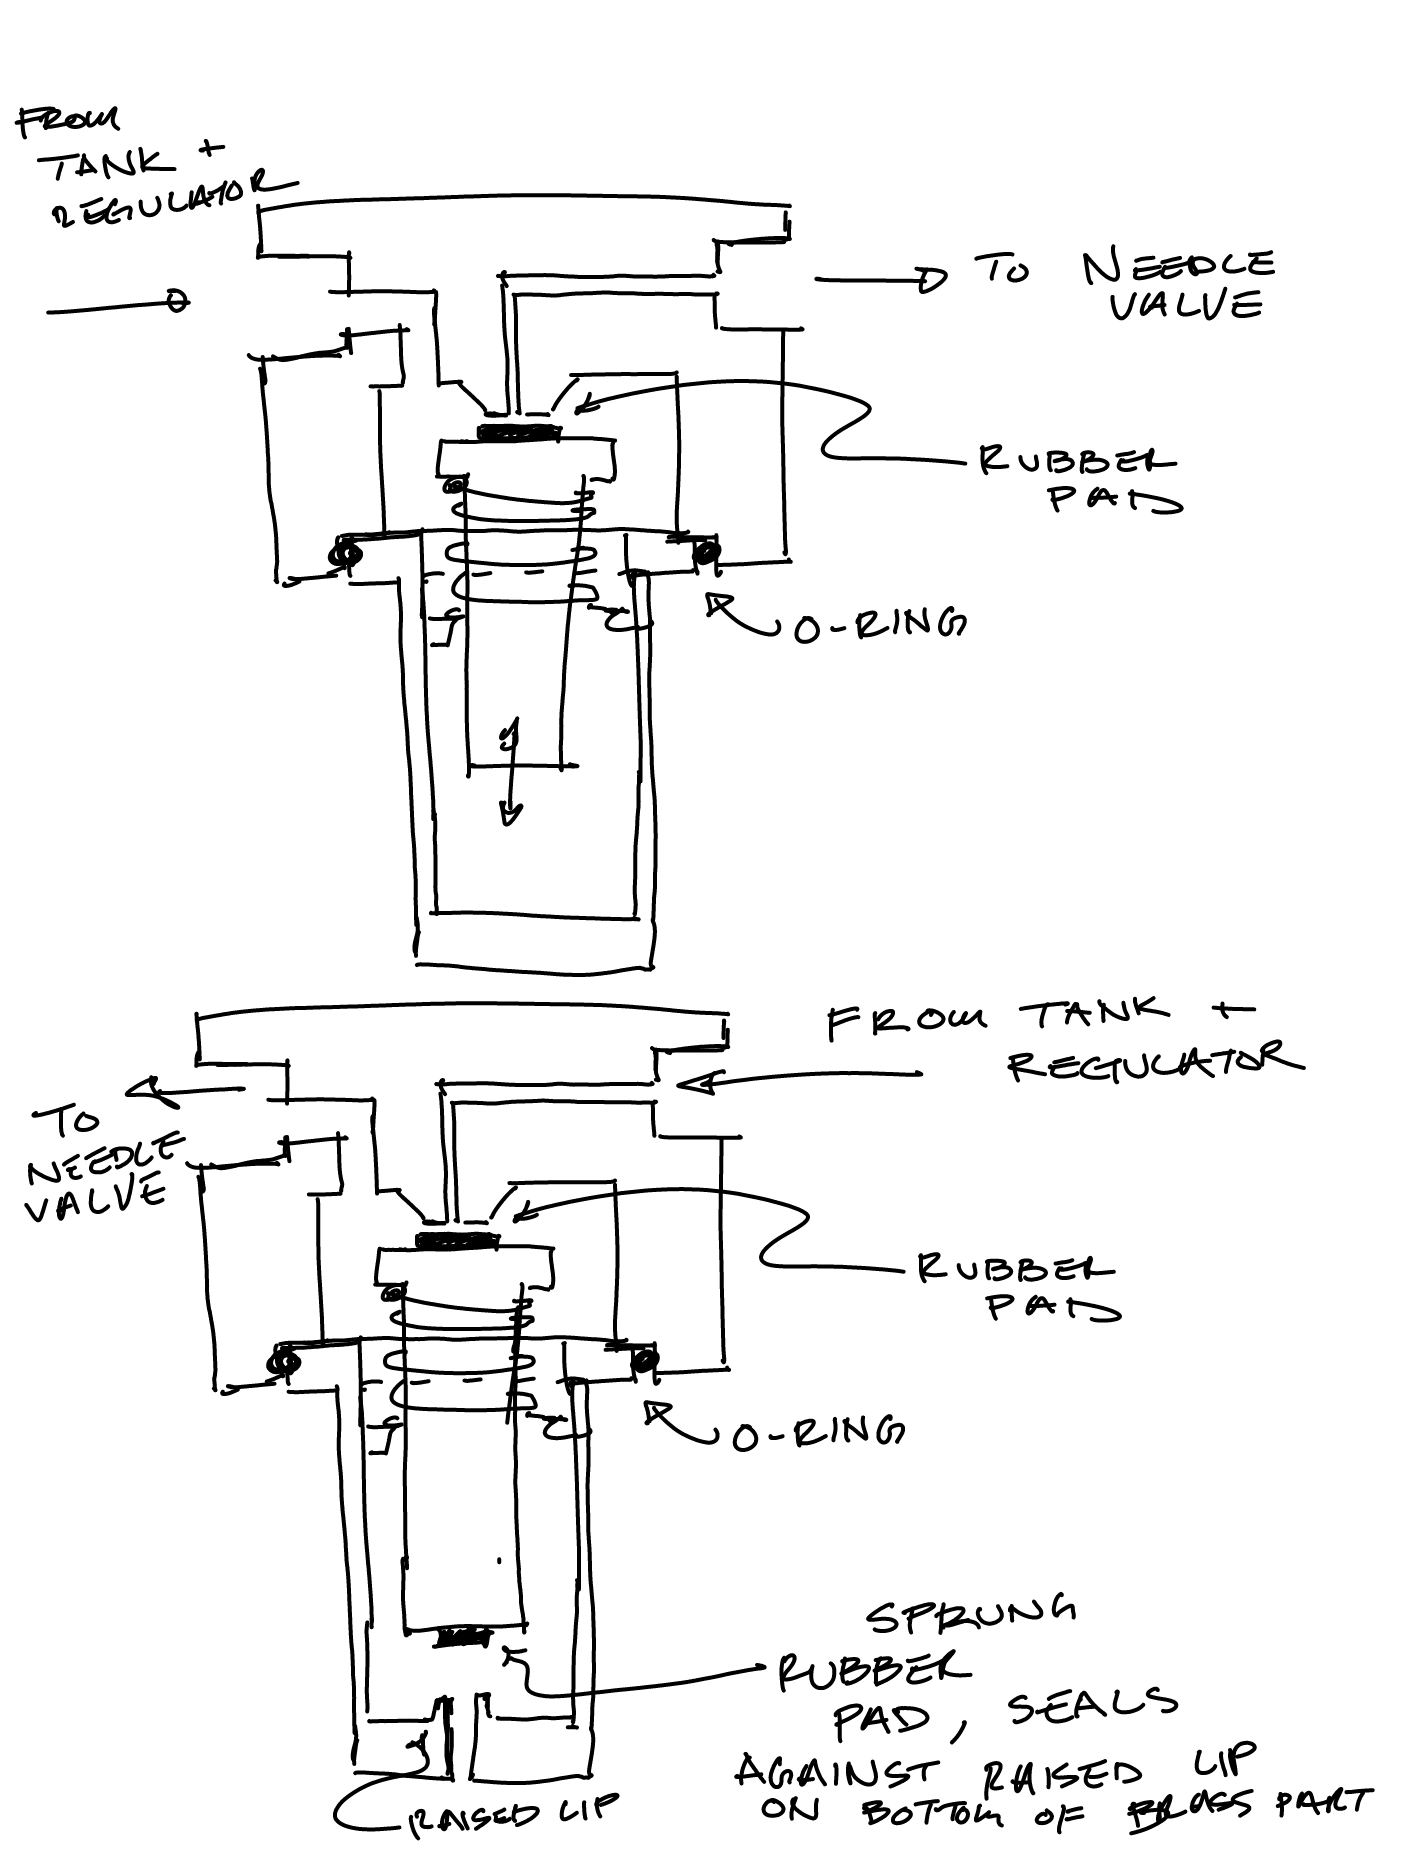 FROM
TANK +
REGULATOR
TO NEEDLE
VALVE
RUBBER
PAD
O-RING
FROM TANK +
REGULATOR
TO
NEEDLE
VALVE
RUBBER
PAD
O-RING
SPRUNG
RUBBER
PAD, SEALS
AGAINST RAISED LIP
ON BOTTOM OF BRASS PART
RAISED LIP